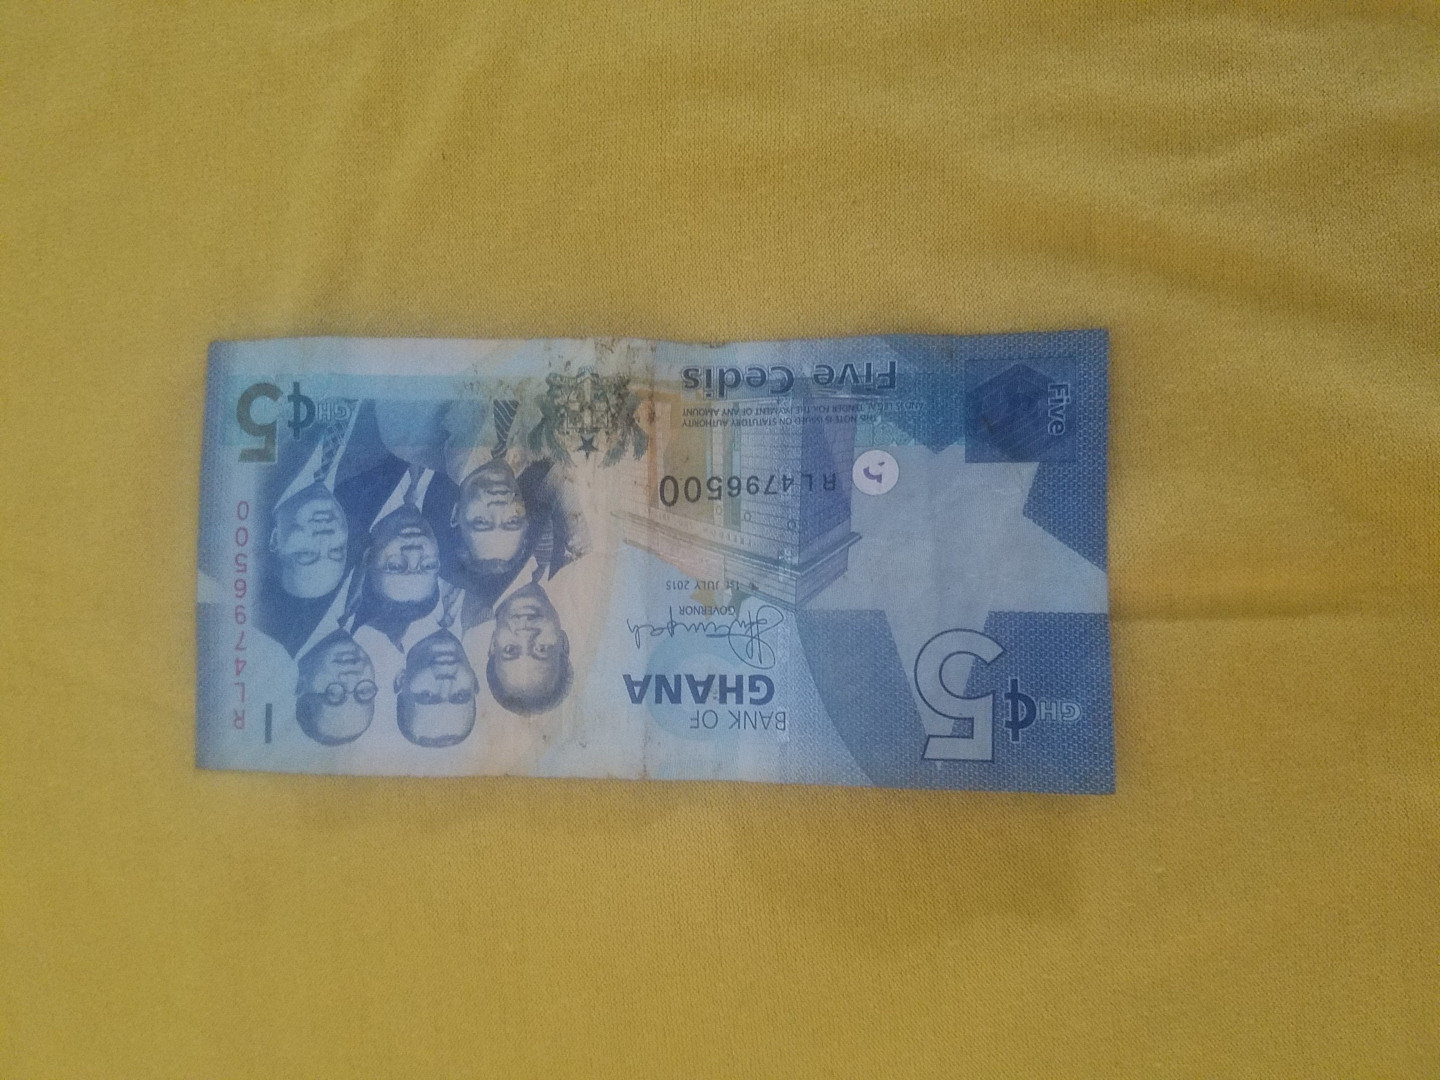 GH¢5
BANK OF
GHANA
GOVERNOR
1st JULY 2015
RL4796500
5
RL4796500
THIS NOTE IS ISSUED ON STATUTORY AUTHORITY
AND IS LEGAL TENDER FOR THE PAYMENT OF ANY AMOUNT
Five Cedis
Five
GH¢5